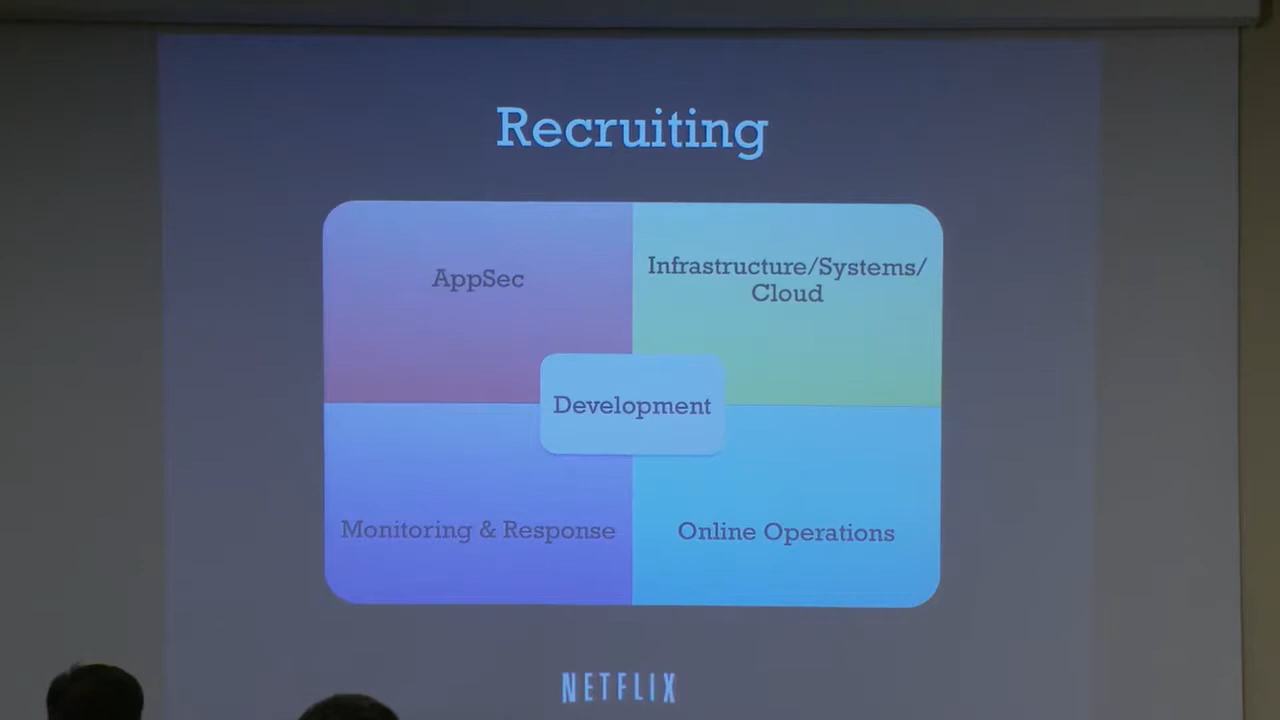 Recruiting
AppSec
Infrastructure/Systems/
Cloud
Development
Monitoring & Response
Online Operations
NETFLIX